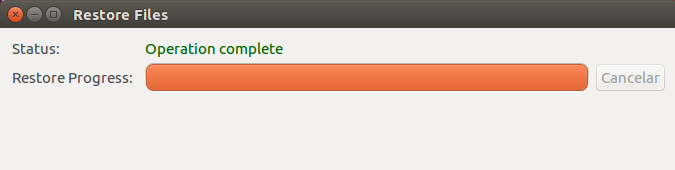 Restore Files
Status: Operation complete
Restore Progress: Cancelar